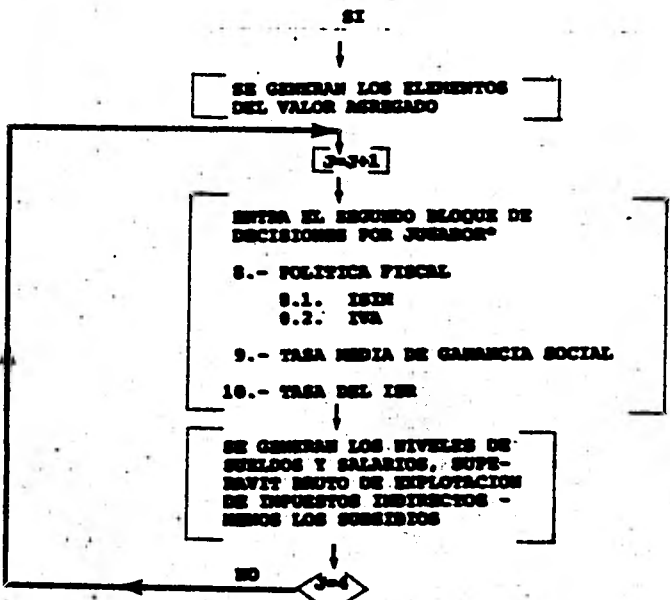 SI
SE GENERAN LOS ELEMENTOS
DEL VALOR AGREGADO
J=J+1
ENTRA EL SEGUNDO BLOQUE DE
DECISIONES POR JUGADOR*
8.- POLITICA FISCAL
8.1. ISIN
8.2. IVA
9.- TASA MEDIA DE GANANCIA SOCIAL
10.- TASA DEL ISR
SE GENERAN LOS NIVELES DE
SUELDOS Y SALARIOS, SUPE-
RAVIT BRUTO DE EXPLOTACION
DE IMPUESTOS INDIRECTOS -
MENOS LOS SUBSIDIOS
NO
J=4